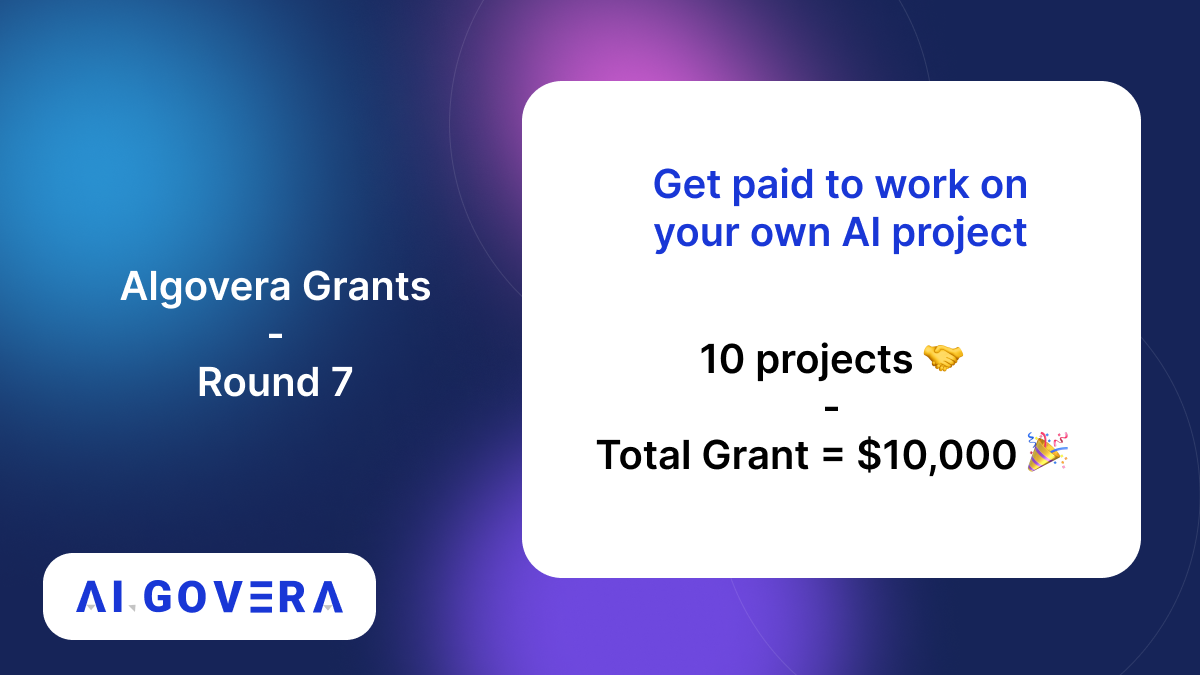 Algovera Grants
-
Round 7
Get paid to work on
your own AI project
10 projects 🤝
-
Total Grant = $10,000 🎉
ALGOVERA